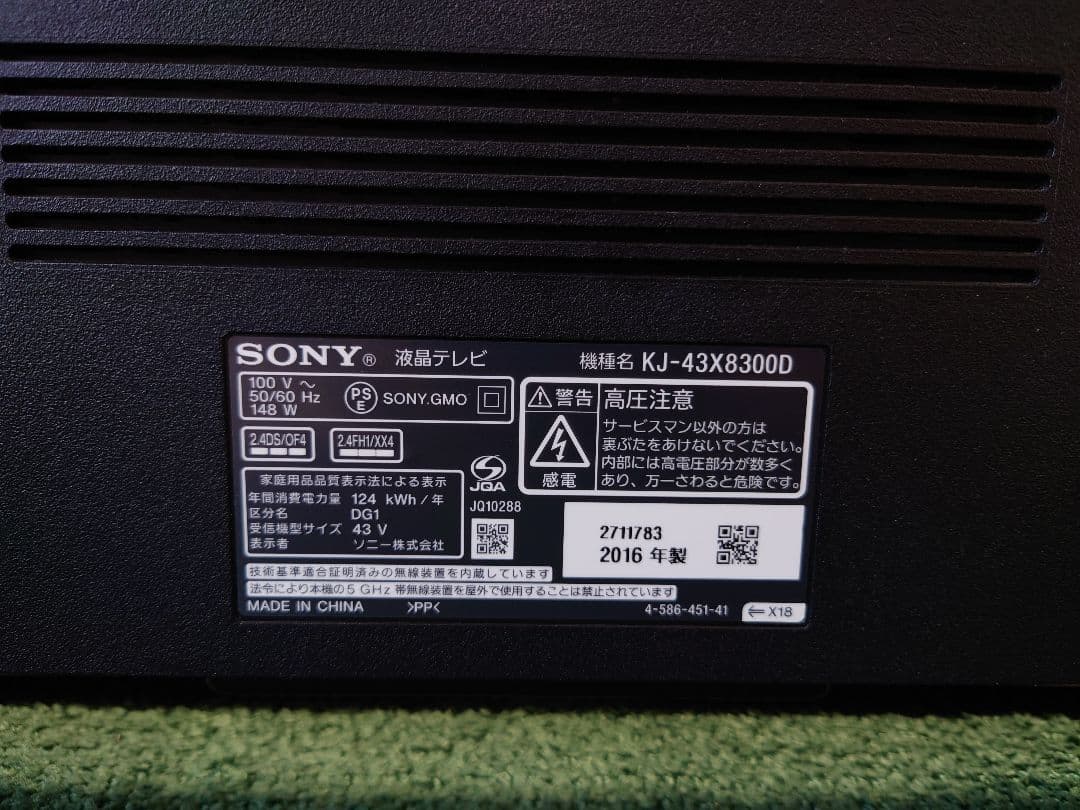 SONY® 液晶テレビ
機種名 KJ-43X8300D
100 V ～
50/60 Hz
148 W
PS
E
SONY.GMO
2.4DS/OF4
2.4FH1/XX4
家庭用品品質表示法による表示
年間消費電力量 124 kWh / 年
区分名 DG1
受信機型サイズ 43 V
表示者 ソニー株式会社
JQA
JQ10288
警告
感電
高圧注意
サービスマン以外の方は
裏ぶたをあけないでください。
内部には高電圧部分が数多く
あり、万一さわると危険です。
2711783
2016 年製
技術基準適合証明済みの無線装置を内蔵しています
法令により本機の5 GHz 帯無線装置を屋外で使用することは禁止されています
MADE IN CHINA >PP<
4-586-451-41
⇐ X18